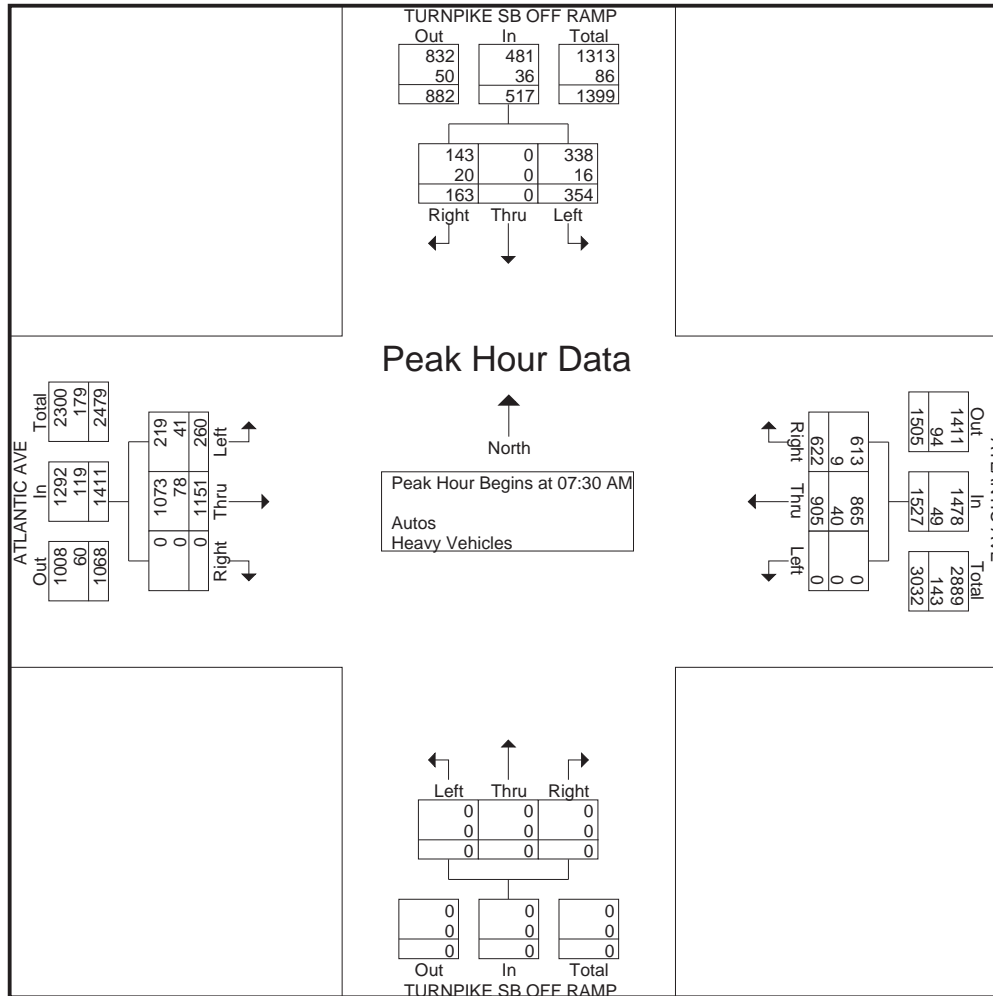 TURNPIKE SB OFF RAMP
Out In Total
832 481 1313
50 36 86
882 517 1399
143 0 338
20 0 16
163 0 354
Right Thru Left
Peak Hour Data
North
Peak Hour Begins at 07:30 AM
Autos
Heavy Vehicles
ATLANTIC AVE
Out In Total
1008 1292 2300
60 119 179
1068 1411 2479
Right Thru Left
0 1073 219
0 78 41
0 1151 260
Out In Total
1411 1478 2889
94 49 143
1505 1527 3032
613 865 0
9 40 0
622 905 0
Right Thru Left
Left Thru Right
0 0 0
0 0 0
0 0 0
0 0 0
0 0 0
0 0 0
Out In Total
TURNPIKE SB OFF RAMP